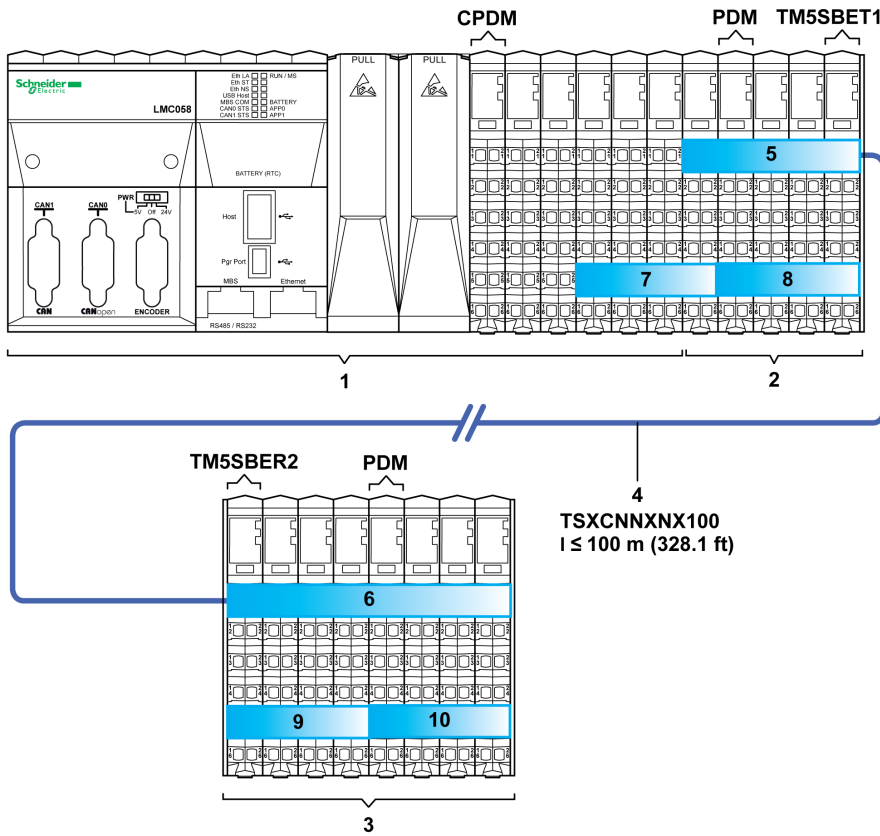 CPDM PDM TM5SBET1
Schneider
Electric
LMC058
Eth LA RUN / MS
Eth ST
Eth NS
USB Host
MBS COM BATTERY
CAN0 STS APP0
CAN1 STS APP1
PULL PULL
BATTERY (RTC)
CAN1 CAN0 PWR
5V Off 24V
Host
Pgr Port
MBS Ethernet
CAN CANopen ENCODER
RS485 / RS232
5
7 8
1 2
TM5SBER2 PDM
4
TSXCNNXNX100
l ≤ 100 m (328.1 ft)
6
9 10
3